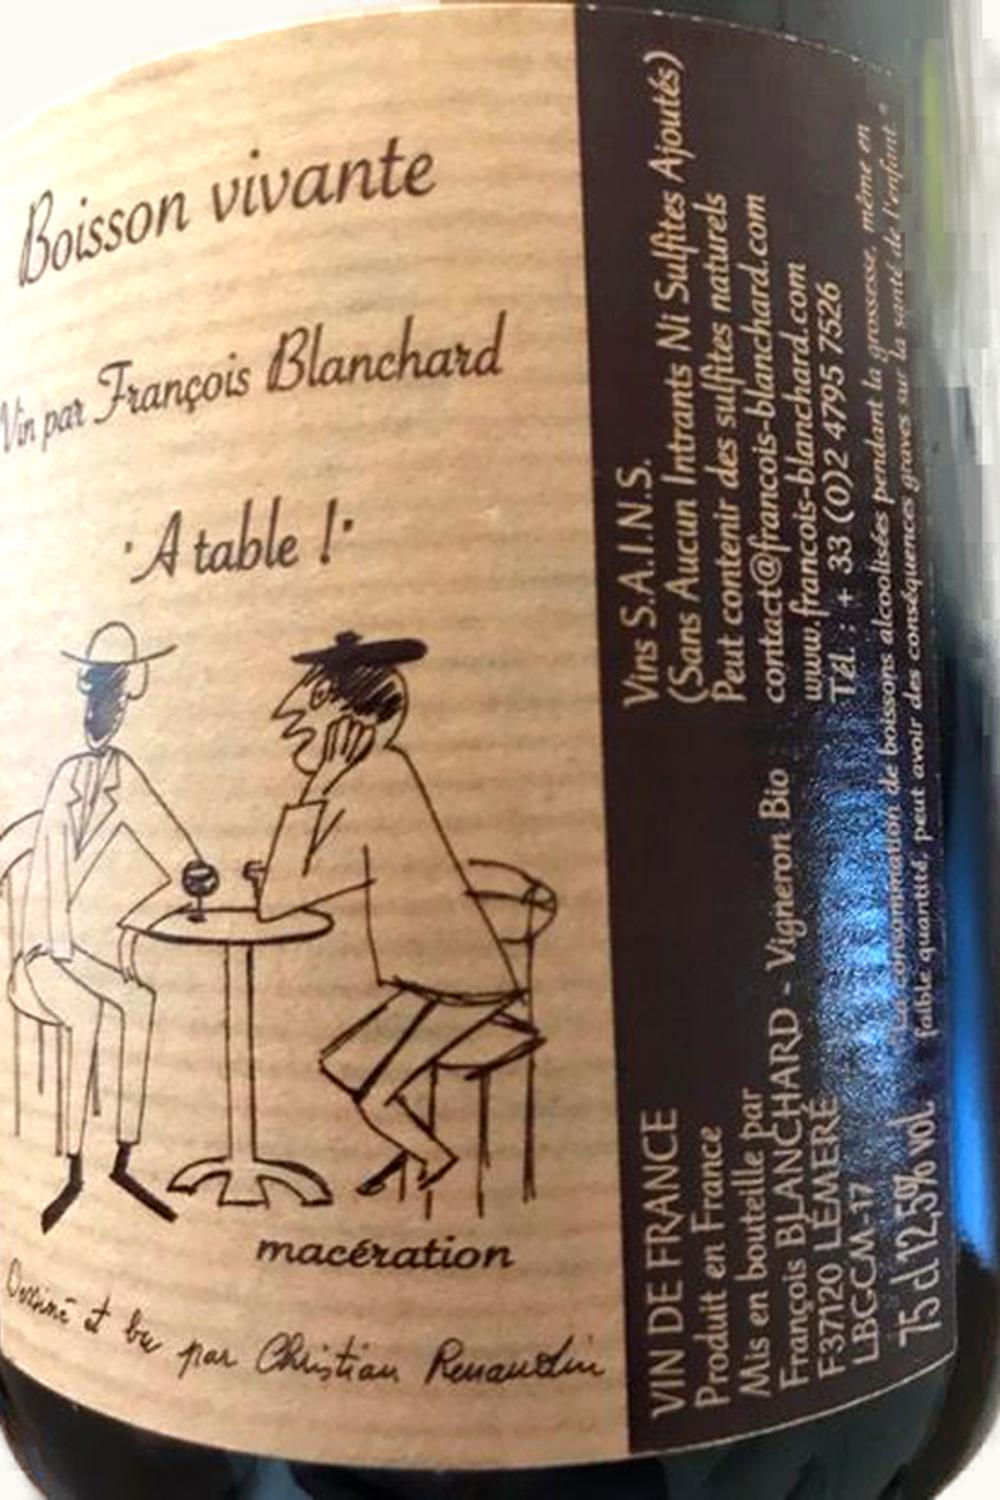 Boisson vivante
Vin par François Blanchard
'A table !'
macération
Dessiné et bu par Christian Renaudin
VIN DE FRANCE
Produit en France
Mis en bouteille par
François BLANCHARD - Vigneron Bio
F37120 LÉMERÉ
LBGCM-17
75 cl 12,5% vol
Vins S.A.I.N.S.
(Sans Aucun Intrants Ni Sulfites Ajoutés)
Peut contenir des sulfites naturels
contact@francois-blanchard.com
www.francois-blanchard.com
Tél. : + 33 (0)2 4795 7526
"La consommation de boissons alcoolisées pendant la grossesse, même en
faible quantité, peut avoir des conséquences graves sur la santé de l'enfant."